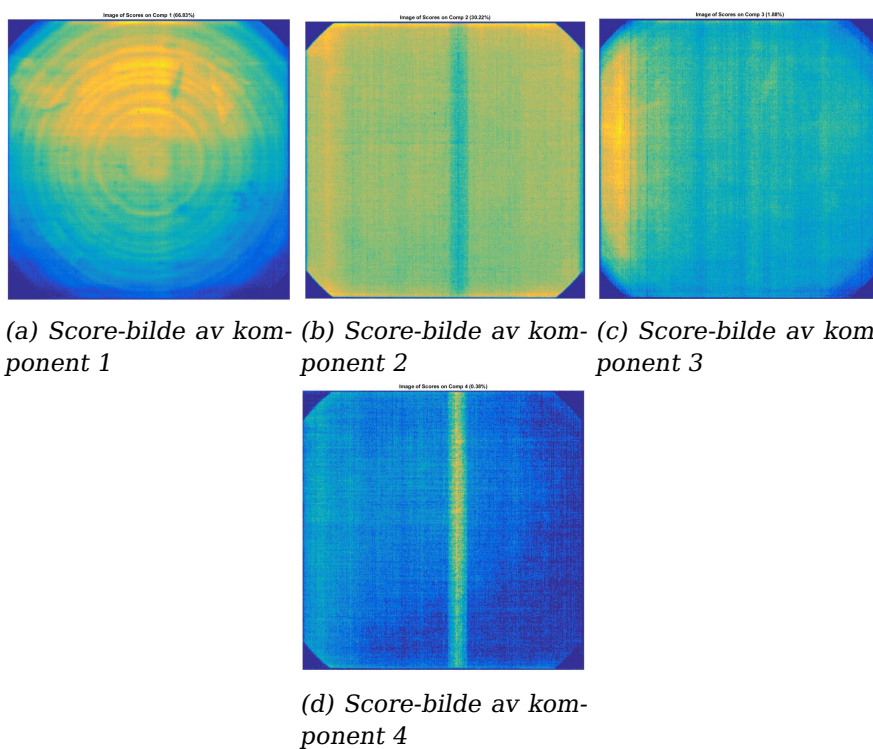 Image of Scores on Comp 1 (66.83%)
Image of Scores on Comp 2 (30.22%)
Image of Scores on Comp 3 (1.88%)
(a) Score-bilde av kom-
ponent 1
(b) Score-bilde av kom-
ponent 2
(c) Score-bilde av kom
ponent 3
Image of Scores on Comp 4 (0.38%)
(d) Score-bilde av kom-
ponent 4